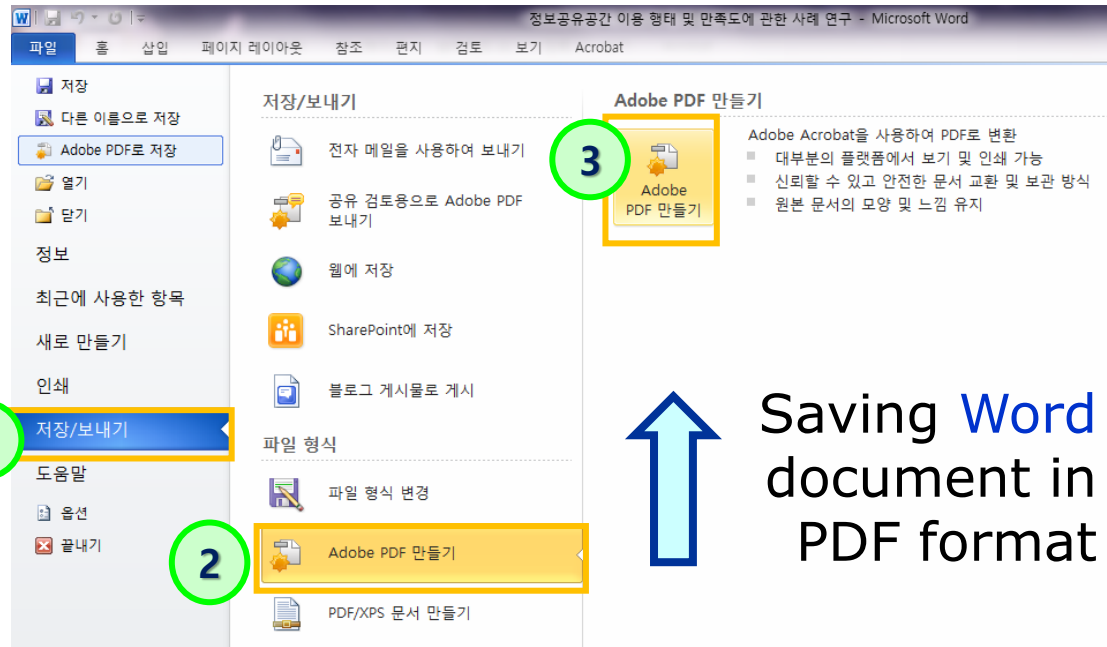 정보공유공간 이용 형태 및 만족도에 관한 사례 연구 - Microsoft Word
파일 홈 삽입 페이지 레이아웃 참조 편지 검토 보기 Acrobat
저장
다른 이름으로 저장
Adobe PDF로 저장
열기
닫기
정보
최근에 사용한 항목
새로 만들기
인쇄
저장/보내기
도움말
옵션
끝내기
저장/보내기
전자 메일을 사용하여 보내기
공유 검토용으로 Adobe PDF
보내기
웹에 저장
SharePoint에 저장
블로그 게시물로 게시
파일 형식
파일 형식 변경
2
Adobe PDF 만들기
PDF/XPS 문서 만들기
Adobe PDF 만들기
3
Adobe
PDF 만들기
Adobe Acrobat을 사용하여 PDF로 변환
대부분의 플랫폼에서 보기 및 인쇄 가능
신뢰할 수 있고 안전한 문서 교환 및 보관 방식
원본 문서의 모양 및 느낌 유지
Saving Word
document in
PDF format